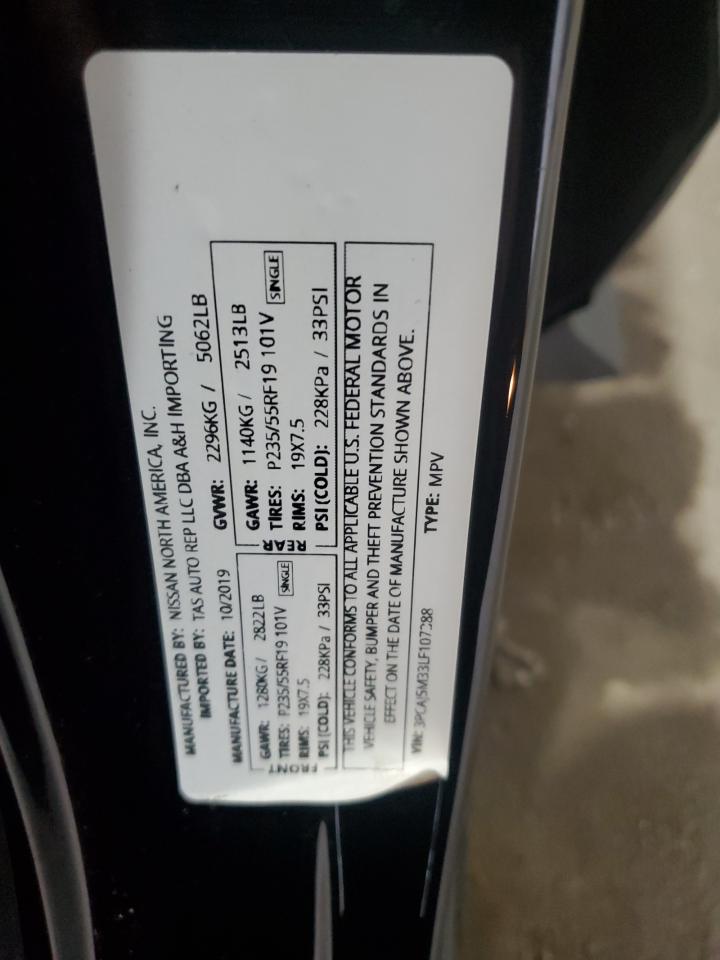 MANUFACTURED BY: NISSAN NORTH AMERICA, INC.
IMPORTED BY: TAS AUTO REP LLC DBA A&H IMPORTING
MANUFACTURE DATE: 10/2019 GVWR: 2296KG / 5062LB
FRONT
GAWR: 1280KG / 2822LB
TIRES: P235/55RF19 101V SINGLE
RIMS: 19X7.5
PSI (COLD): 228KPa / 33PSI
REAR
GAWR: 1140KG / 2513LB
TIRES: P235/55RF19 101V SINGLE
RIMS: 19X7.5
PSI (COLD): 228KPa / 33PSI
THIS VEHICLE CONFORMS TO ALL APPLICABLE U.S. FEDERAL MOTOR
VEHICLE SAFETY, BUMPER AND THEFT PREVENTION STANDARDS IN
EFFECT ON THE DATE OF MANUFACTURE SHOWN ABOVE.
VIN: TYPE: MPV